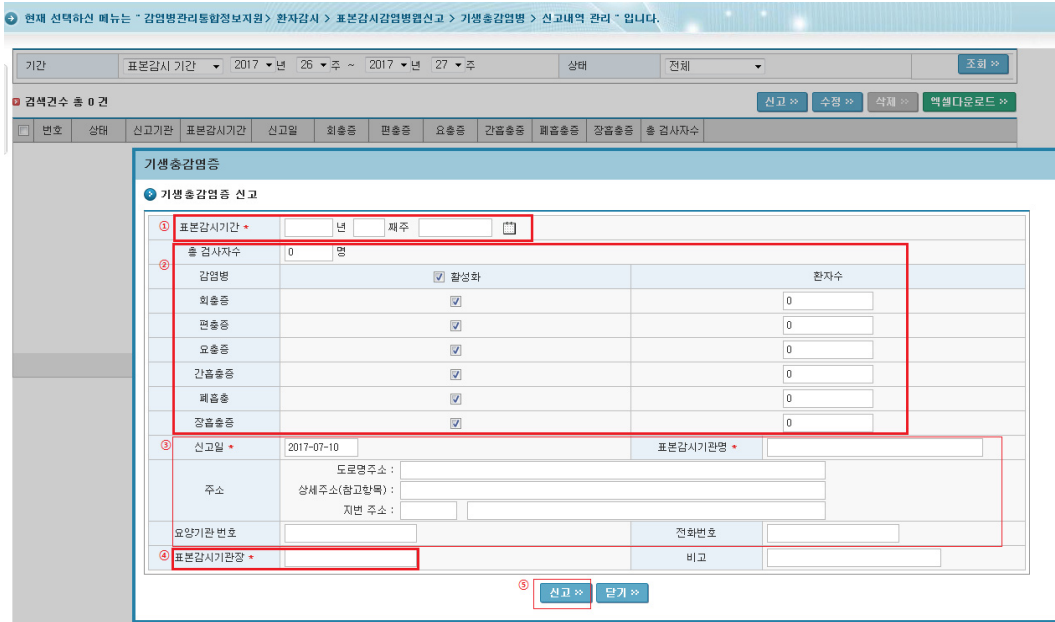 현재 선택하신 메뉴는 " 감염병관리통합정보지원> 환자감시 > 표본감시감염병웹신고 > 기생충감염병 > 신고내역 관리 " 입니다.
기간 표본감시 기간 2017 년 26 주 ~ 2017 년 27 주 상태 전체 조회 »
검색건수 총 0 건 신고 » 수정 » 삭제 » 엑셀다운로드 »
번호 상태 신고기관 표본감시기간 신고일 회충증 편충증 요충증 간흡충증 폐흡충증 장흡충증 총 검사자수
기생충감염증
기생충감염증 신고
① 표본감시기간 * 년 째주
총 검사자수 0 명
②
감염병 활성화 환자수
회충증 0
편충증 0
요충증 0
간흡충증 0
폐흡충 0
장흡충증 0
③ 신고일 * 2017-07-10 표본감시기관명 *
도로명주소 :
주소 상세주소(참고항목) :
지번 주소 :
요양기관 번호 전화번호
④ 표본감시기관장 * 비고
⑤ 신고 » 닫기 »